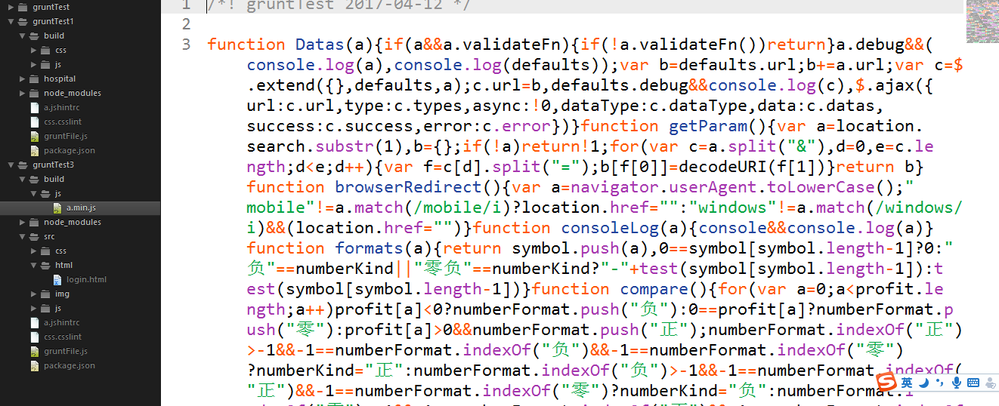 gruntTest
gruntTest1
build
css
js
hospital
node_modules
a.jshintrc
css.csslint
gruntFile.js
package.json
gruntTest3
build
js
a.min.js
node_modules
src
css
html
login.html
img
js
a.jshintrc
css.csslint
gruntFile.js
package.json
1 /*! gruntTest 2017-04-12 */
2
3 function Datas(a){if(a&&a.validateFn){if(!a.validateFn())return}a.debug&&(
console.log(a),console.log(defaults));var b=defaults.url;b+=a.url;var c=$
.extend({},defaults,a);c.url=b,defaults.debug&&console.log(c),$.ajax({
url:c.url,type:c.types,async:!0,dataType:c.dataType,data:c.datas,
success:c.success,error:c.error})}function getParam(){var a=location.
search.substr(1),b={};if(!a)return!1;for(var c=a.split("&"),d=0,e=c.le
ngth;d<e;d++){var f=c[d].split("=");b[f[0]]=decodeURI(f[1])}return b}
function browserRedirect(){var a=navigator.userAgent.toLowerCase();"
mobile"!=a.match(/mobile/i)?location.href="":"windows"!=a.match(/windows/
i)&&(location.href="")}function consoleLog(a){console&&console.log(a)}
function formats(a){return symbol.push(a),0==symbol[symbol.length-1]?0:"
负"==numberKind||"零负"==numberKind?"-"+test(symbol[symbol.length-1]):t
est(symbol[symbol.length-1])}function compare(){for(var a=0;a<profit.le
ngth;a++)profit[a]<0?numberFormat.push("负"):0==profit[a]?numberFormat.p
ush("零"):profit[a]>0&&numberFormat.push("正");numberFormat.indexOf("正")
>-1&&-1==numberFormat.indexOf("负")&&-1==numberFormat.indexOf("零")
?numberKind="正":numberFormat.indexOf("负")>-1&&-1==numberFormat.indexOf(
"正")&&-1==numberFormat.indexOf("零")?numberKind="负":numberFormat.i
英